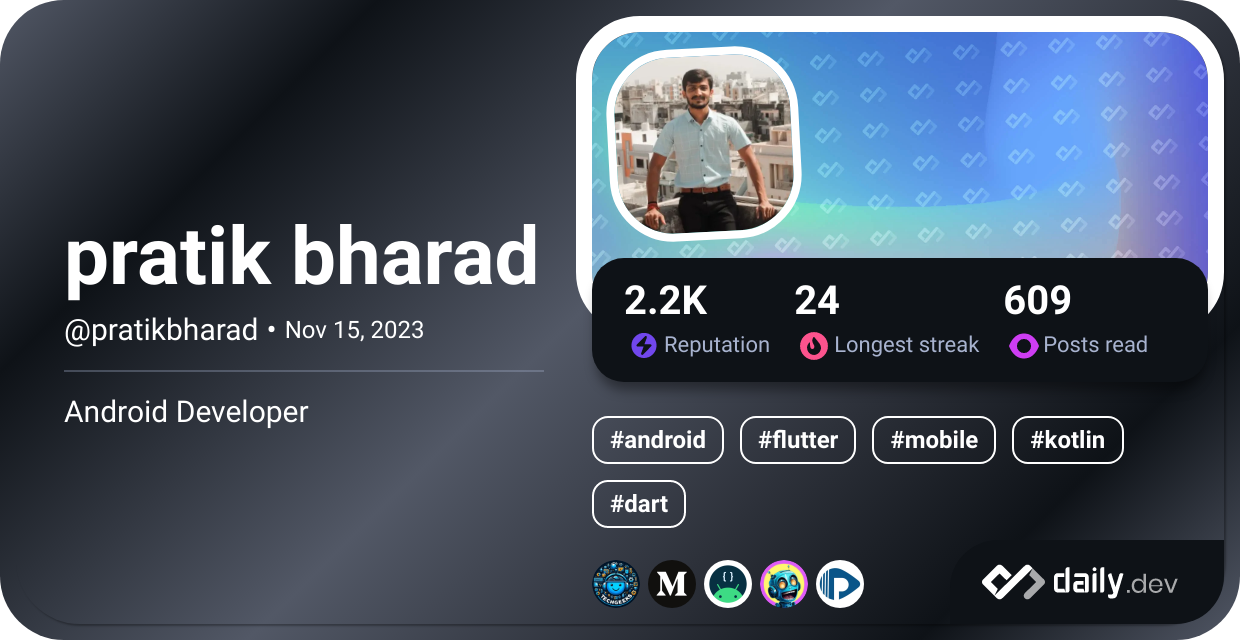 pratik bharad
@pratikbharad • Nov 15, 2023
Android Developer
2.2K 24 609
Reputation Longest streak Posts read
#android #flutter #mobile #kotlin
#dart
TECHGEEKS
M
{ }
daily.dev